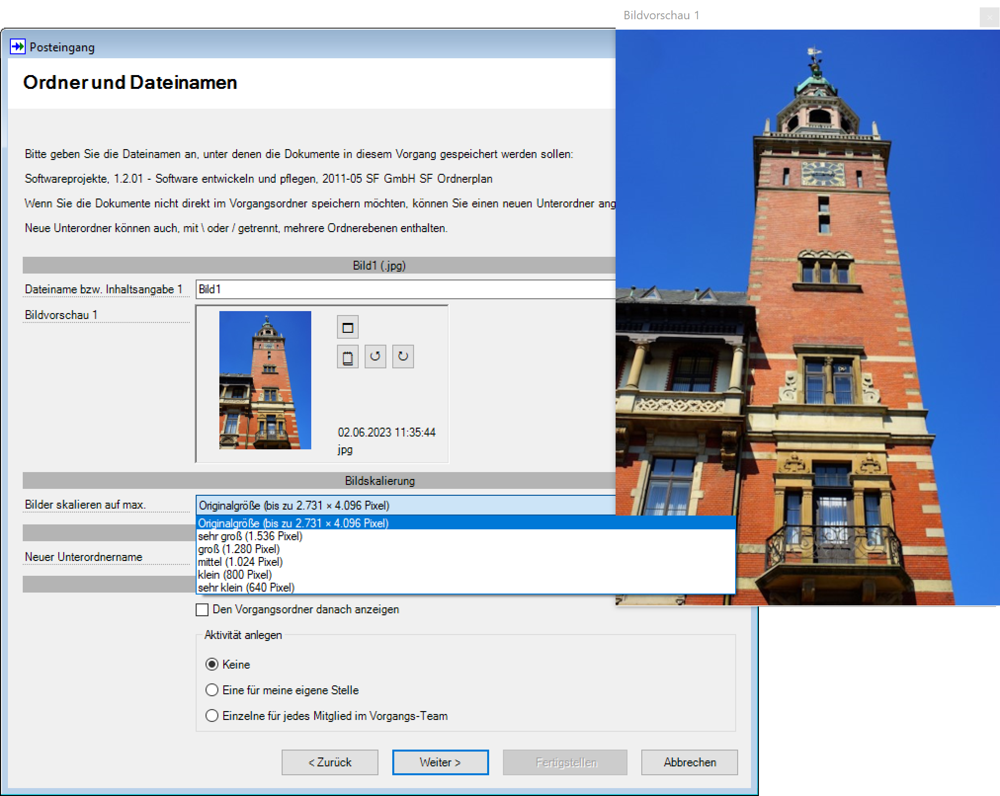 Bildvorschau 1
Posteingang
Ordner und Dateinamen
Bitte geben Sie die Dateinamen an, unter denen die Dokumente in diesem Vorgang gespeichert werden sollen:
Softwareprojekte, 1.2.01 - Software entwickeln und pflegen, 2011-05 SF GmbH SF Ordnerplan
Wenn Sie die Dokumente nicht direkt im Vorgangsordner speichern möchten, können Sie einen neuen Unterordner ang
Neue Unterordner können auch, mit \ oder / getrennt, mehrere Ordnerebenen enthalten.
Bild1 (.jpg)
Dateiname bzw. Inhaltsangabe 1
Bild1
Bildvorschau 1
02.06.2023 11:35:44
jpg
Bildskalierung
Bilder skalieren auf max.
Originalgröße (bis zu 2.731 × 4.096 Pixel)
Originalgröße (bis zu 2.731 × 4.096 Pixel)
sehr groß (1.536 Pixel)
groß (1.280 Pixel)
Neuer Unterordnername
mittel (1.024 Pixel)
klein (800 Pixel)
sehr klein (640 Pixel)
Den Vorgangsordner danach anzeigen
Aktivität anlegen
Keine
Eine für meine eigene Stelle
Einzelne für jedes Mitglied im Vorgangs-Team
< Zurück
Weiter >
Fertigstellen
Abbrechen